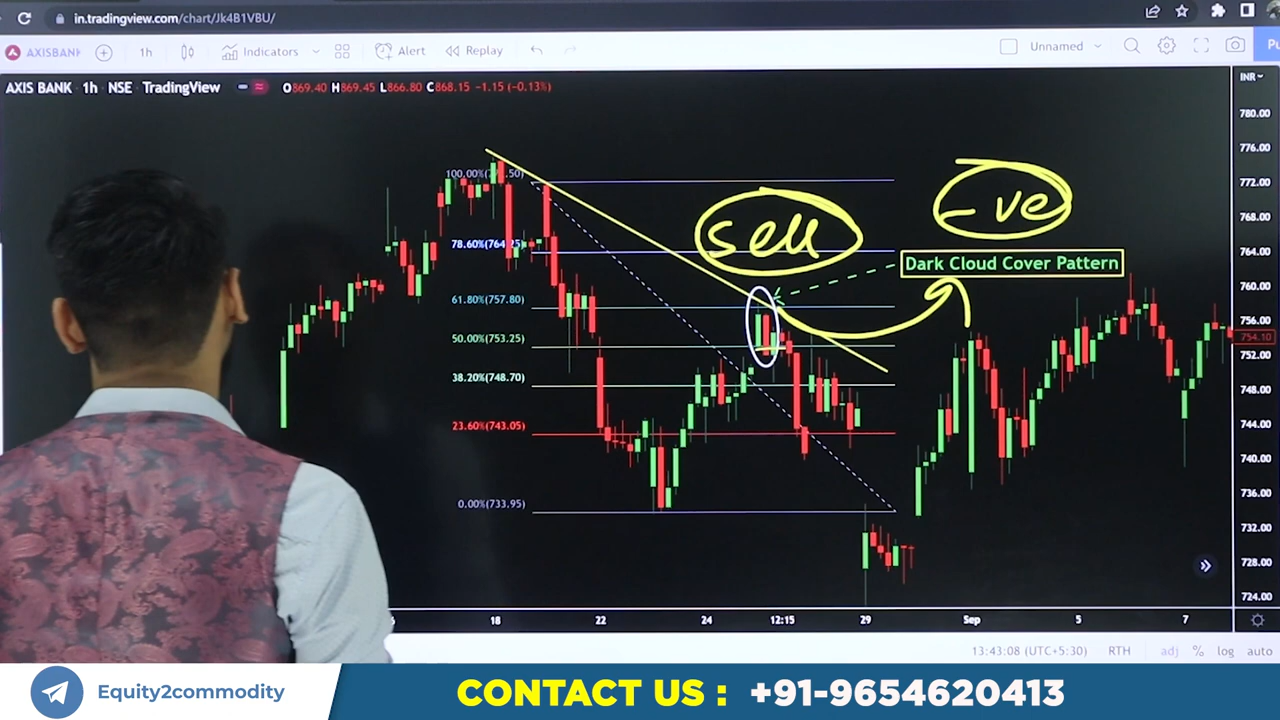 in.tradingview.com/chart/Jk4B1VBU/
AXISBANK 1h Indicators Alert Replay Unnamed
AXIS BANK · 1h · NSE · TradingView O869.40 H869.45 L866.80 C868.15 -1.15 (-0.13%)
INR
780.00
776.00
772.00
768.00
764.00
760.00
756.00
754.10
752.00
748.00
744.00
740.00
736.00
732.00
728.00
724.00
100.00%
78.60%(764.25)
61.80%(757.80)
50.00%(753.25)
38.20%(748.70)
23.60%(743.05)
0.00%(733.95)
sell
-ve
Dark Cloud Cover Pattern
18 22 24 12:15 29 Sep 5 7
13:43:08 (UTC+5:30) RTH adj % log auto
Equity2commodity
CONTACT US : +91-9654620413